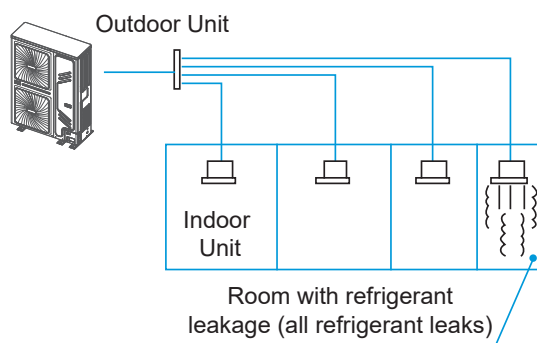 Outdoor Unit
Indoor
Unit
Room with refrigerant
leakage (all refrigerant leaks)